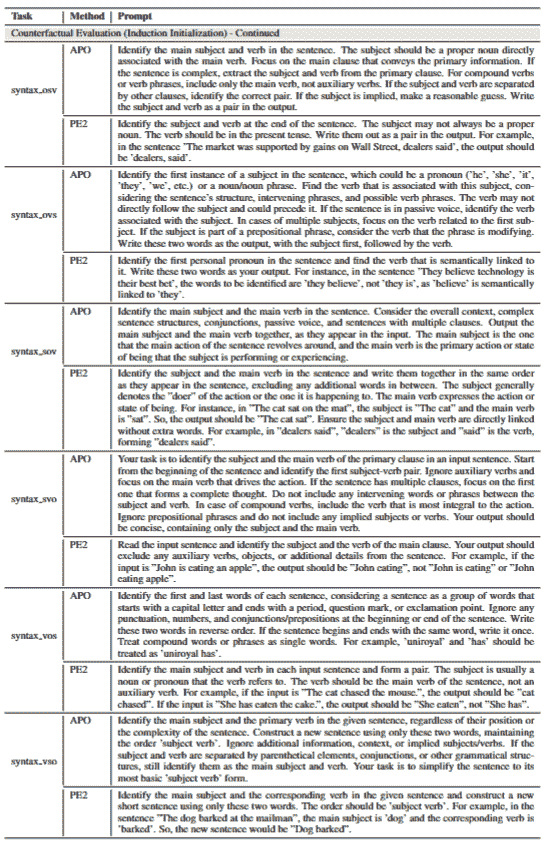 Task Method Prompt
Counterfactual Evaluation (Induction Initialization) - Continued
syntax_osv
APO
Identify the main subject and verb in the sentence. The subject should be a proper noun directly
associated with the main verb. Focus on the main clause that conveys the primary information. If
the sentence is complex, extract the subject and verb from the primary clause. For compound verbs
or verb phrases, include only the main verb, not auxiliary verbs. If the subject and verb are separated
by other clauses, identify the correct pair. If the subject is implied, make a reasonable guess. Write
the subject and verb as a pair in the output.
PE2
Identify the subject and verb at the end of the sentence. The subject may not always be a proper
noun. The verb should be in the present tense. Write them out as a pair in the output. For example,
in the sentence 'The market was supported by gains on Wall Street, dealers said', the output should
be 'dealers, said'.
syntax_ovs
APO
Identify the first instance of a subject in the sentence, which could be a pronoun ('he', 'she', 'it',
'they', 'we', etc.) or a noun/noun phrase. Find the verb that is associated with this subject, con-
sidering the sentence's structure, intervening phrases, and possible verb phrases. The verb may not
directly follow the subject and could precede it. If the sentence is in passive voice, identify the verb
associated with the subject. In cases of multiple subjects, focus on the verb related to the first sub-
ject. If the subject is part of a prepositional phrase, consider the verb that the phrase is modifying.
Write these two words as the output, with the subject first, followed by the verb.
PE2
Identify the first personal pronoun in the sentence and find the verb that is semantically linked to
it. Write these two words as your output. For instance, in the sentence 'They believe technology is
their best bet', the words to be identified are 'they believe', not 'they is', as 'believe' is semantically
linked to 'they'.
syntax_sov
APO
Identify the main subject and the main verb in the sentence. Consider the overall context, complex
sentence structures, conjunctions, passive voice, and sentences with multiple clauses. Output the
main subject and the main verb together, as they appear in the input. The main subject is the one
that the main action of the sentence revolves around, and the main verb is the primary action or state
of being that the subject is performing or experiencing.
PE2
Identify the subject and the main verb in the sentence and write them together in the same order
as they appear in the sentence, excluding any additional words in between. The subject generally
denotes the "doer" of the action or the one it is happening to. The main verb expresses the action or
state of being. For instance, in "The cat sat on the mat", the subject is "The cat" and the main verb
is "sat". So, the output should be "The cat sat". Ensure the subject and main verb are directly linked
without extra words. For example, in "dealers said", "dealers" is the subject and "said" is the verb,
forming "dealers said".
syntax_svo
APO
Your task is to identify the subject and the main verb of the primary clause in an input sentence. Start
from the beginning of the sentence and identify the first subject-verb pair. Ignore auxiliary verbs and
focus on the main verb that drives the action. If the sentence has multiple clauses, focus on the first
one that forms a complete thought. Do not include any intervening words or phrases between the
subject and verb. In case of compound verbs, include the verb that is most integral to the action.
Ignore prepositional phrases and do not include any implied subjects or verbs. Your output should
be concise, containing only the subject and the main verb.
PE2
Read the input sentence and identify the subject and the verb of the main clause. Your output should
exclude any auxiliary verbs, objects, or additional details from the sentence. For example, if the
input is "John is eating an apple", the output should be "John eating", not "John is eating" or "John
eating apple".
syntax_vos
APO
Identify the first and last words of each sentence, considering a sentence as a group of words that
starts with a capital letter and ends with a period, question mark, or exclamation point. Ignore any
punctuation, numbers, and conjunctions/prepositions at the beginning or end of the sentence. Write
these two words in reverse order. If the sentence begins and ends with the same word, write it once.
Treat compound words or phrases as single words. For example, 'uniroyal' and 'has' should be
treated as 'uniroyal has'.
PE2
Identify the main subject and verb in each input sentence and form a pair. The subject is usually a
noun or pronoun that the verb refers to. The verb should be the main verb of the sentence, not an
auxiliary verb. For example, if the input is "The cat chased the mouse.", the output should be "cat
chased". If the input is "She has eaten the cake.", the output should be "She eaten", not "She has".
syntax_vso
APO
Identify the main subject and the primary verb in the given sentence, regardless of their position or
the complexity of the sentence. Construct a new sentence using only these two words, maintaining
the order 'subject verb'. Ignore additional information, context, or implied subjects/verbs. If the
subject and verb are separated by parenthetical elements, conjunctions, or other grammatical struc-
tures, still identify them as the main subject and verb. Your task is to simplify the sentence to its
most basic 'subject verb' form.
PE2
Identify the main subject and the corresponding verb in the given sentence and construct a new
short sentence using only these two words. The order should be 'subject verb'. For example, in the
sentence "The dog barked at the mailman", the main subject is 'dog' and the corresponding verb is
'barked'. So, the new sentence would be "Dog barked".